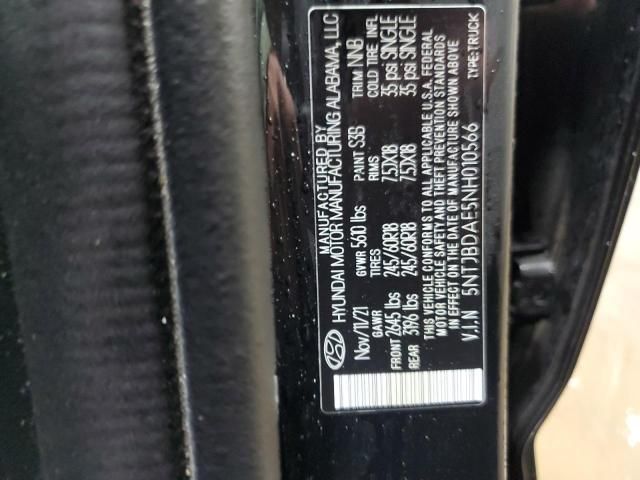 MANUFACTURED BY
HYUNDAI MOTOR MANUFACTURING ALABAMA, LLC
Nov/11/21 GVWR 5610 lbs PAINT S3B TRIM NNB
GAWR TIRES RIMS COLD TIRE INFL
FRONT 2645 lbs 245/60R18 7.5JX18 35 psi SINGLE
REAR 3196 lbs 245/60R18 7.5JX18 35 psi SINGLE
THIS VEHICLE CONFORMS TO ALL APPLICABLE U.S.A. FEDERAL
MOTOR VEHICLE SAFETY AND THEFT PREVENTION STANDARDS
IN EFFECT ON THE DATE OF MANUFACTURE SHOWN ABOVE
V.I.N 5NTJBDAE5NH010566 TYPE:TRUCK